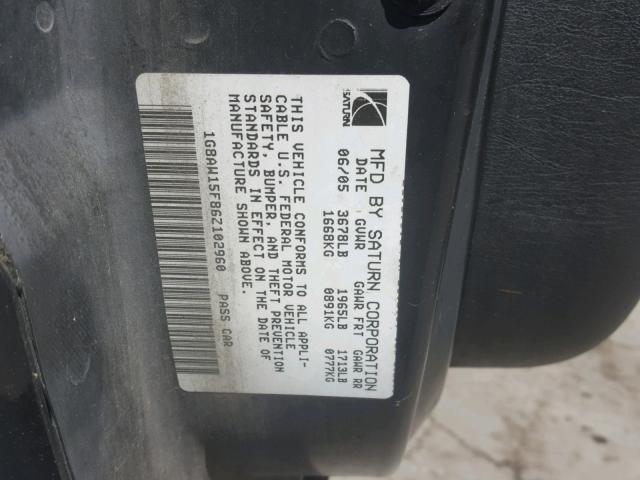 SATURN
MFD BY SATURN CORPORATION
DATE GVWR GAWR FRT GAWR RR
06/05 3678LB 1965LB 1713LB
1668KG 0891KG 0777KG
THIS VEHICLE CONFORMS TO ALL APPLI-
CABLE U.S. FEDERAL MOTOR VEHICLE
SAFETY, BUMPER, AND THEFT PREVENTION
STANDARDS IN EFFECT ON THE DATE OF
MANUFACTURE SHOWN ABOVE.
1G8AW15F86Z102960 PASS CAR